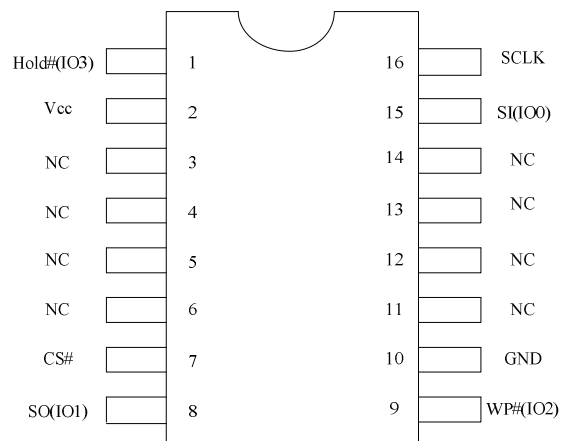 Hold#(IO3) 1 16 SCLK
Vcc 2 15 SI(IO0)
NC 3 14 NC
NC 4 13 NC
NC 5 12 NC
NC 6 11 NC
CS# 7 10 GND
SO(IO1) 8 9 WP#(IO2)